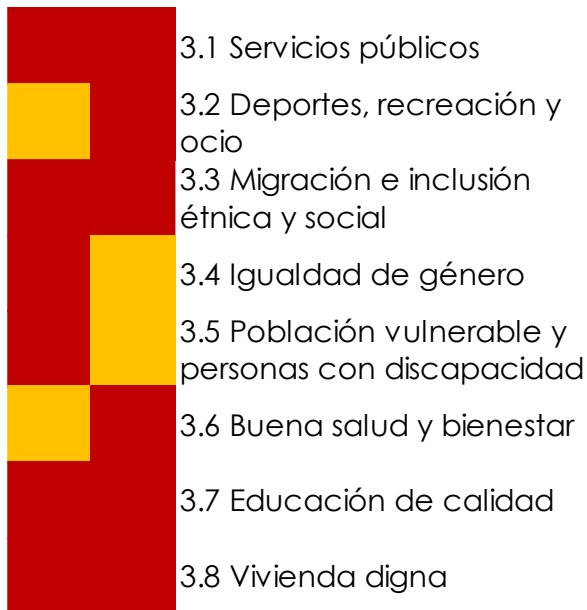 3.1 Servicios públicos
3.2 Deportes, recreación y
ocio
3.3 Migración e inclusión
étnica y social
3.4 Igualdad de género
3.5 Población vulnerable y
personas con discapacidad
3.6 Buena salud y bienestar
3.7 Educación de calidad
3.8 Vivienda digna